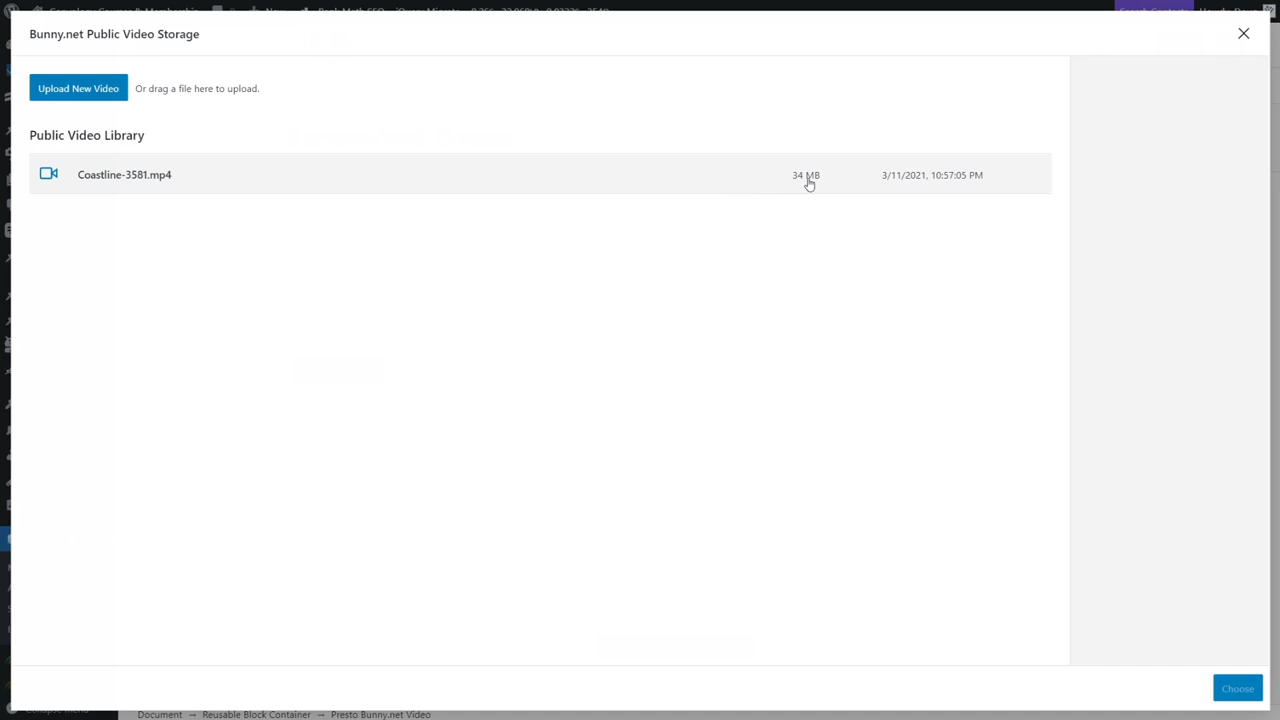 Bunny.net Public Video Storage
Upload New Video
Or drag a file here to upload.
Public Video Library
Coastline-3581.mp4
34 MB
3/11/2021, 10:57:05 PM
Choose
Document → Reusable Block Container → Presto Bunny.net Video